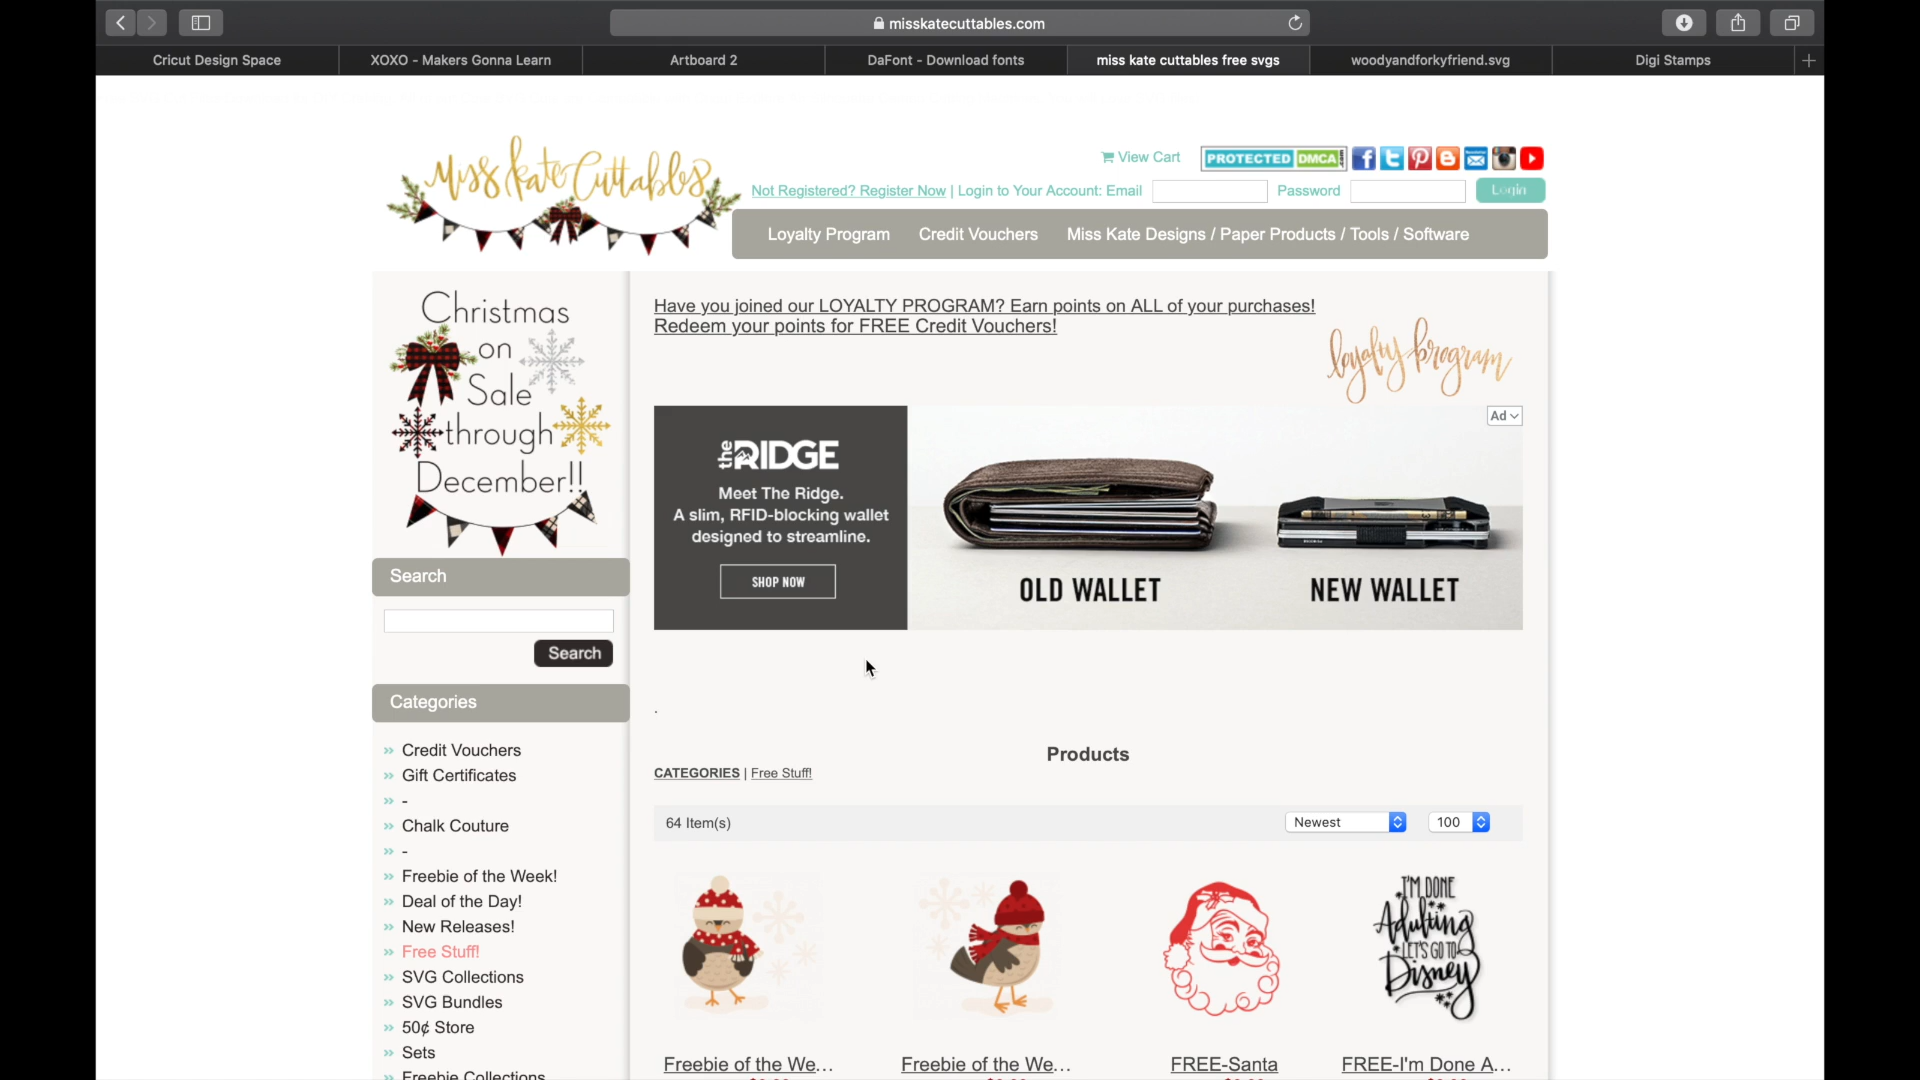 misskatecuttables.com
Cricut Design Space
XOXO - Makers Gonna Learn
Artboard 2
DaFont - Download fonts
miss kate cuttables free svgs
woodyandforkyfriend.svg
Digi Stamps
Miss Kate Cuttables
View Cart
PROTECTED DMCA.com
Not Registered? Register Now | Login to Your Account: Email
Password
Login
Loyalty Program
Credit Vouchers
Miss Kate Designs / Paper Products / Tools / Software
Christmas
on
Sale
through
December!!
Search
Search
Categories
» Credit Vouchers
» Gift Certificates
» -
» Chalk Couture
» -
» Freebie of the Week!
» Deal of the Day!
» New Releases!
» Free Stuff!
» SVG Collections
» SVG Bundles
» 50¢ Store
» Sets
» Freebie Collections
Have you joined our LOYALTY PROGRAM? Earn points on ALL of your purchases!
Redeem your points for FREE Credit Vouchers!
loyalty program
Ad
the RIDGE
Meet The Ridge.
A slim, RFID-blocking wallet
designed to streamline.
SHOP NOW
OLD WALLET
NEW WALLET
.
Products
CATEGORIES | Free Stuff!
64 Item(s)
Newest
100
I'M DONE
Adulting
LET'S GO TO
Disney
Freebie of the We...
Freebie of the We...
FREE-Santa
FREE-I'm Done A...